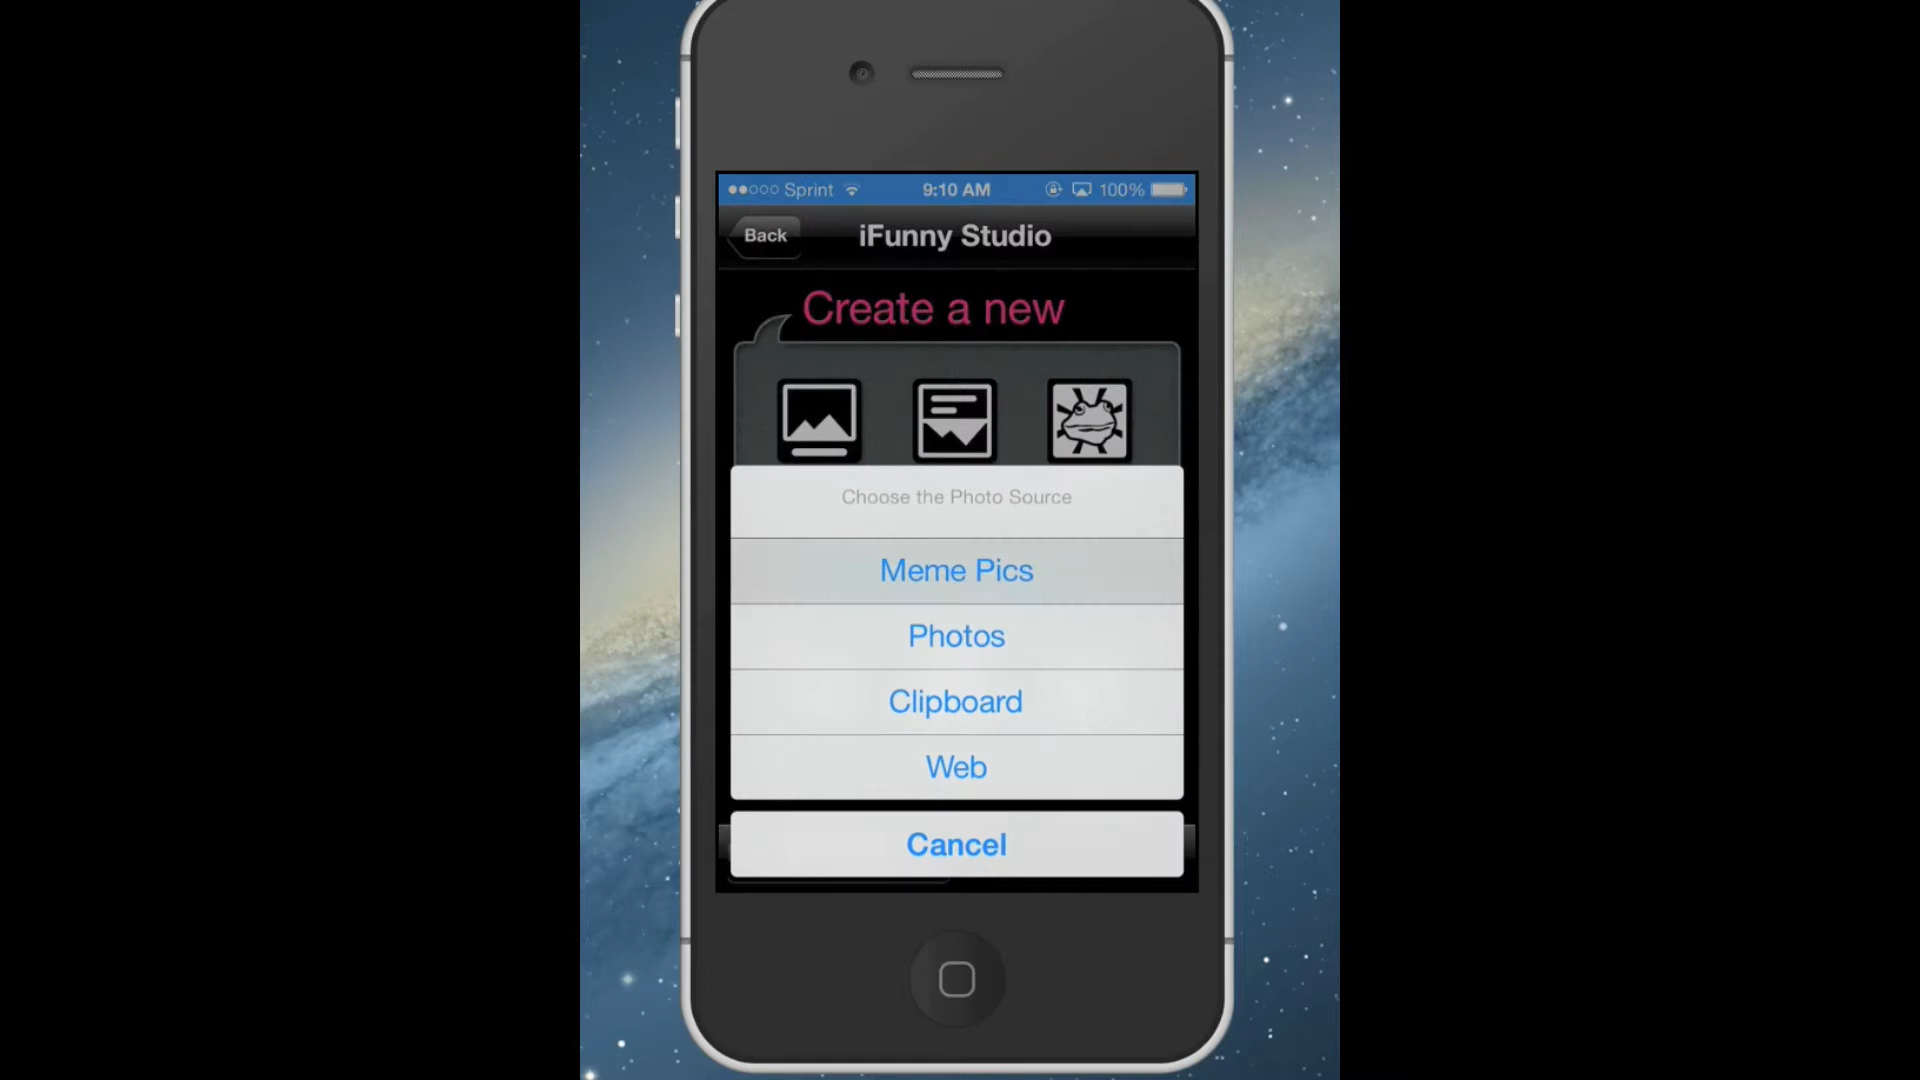 Sprint 9:10 AM 100%
Back iFunny Studio
Create a new
Choose the Photo Source
Meme Pics
Photos
Clipboard
Web
Cancel